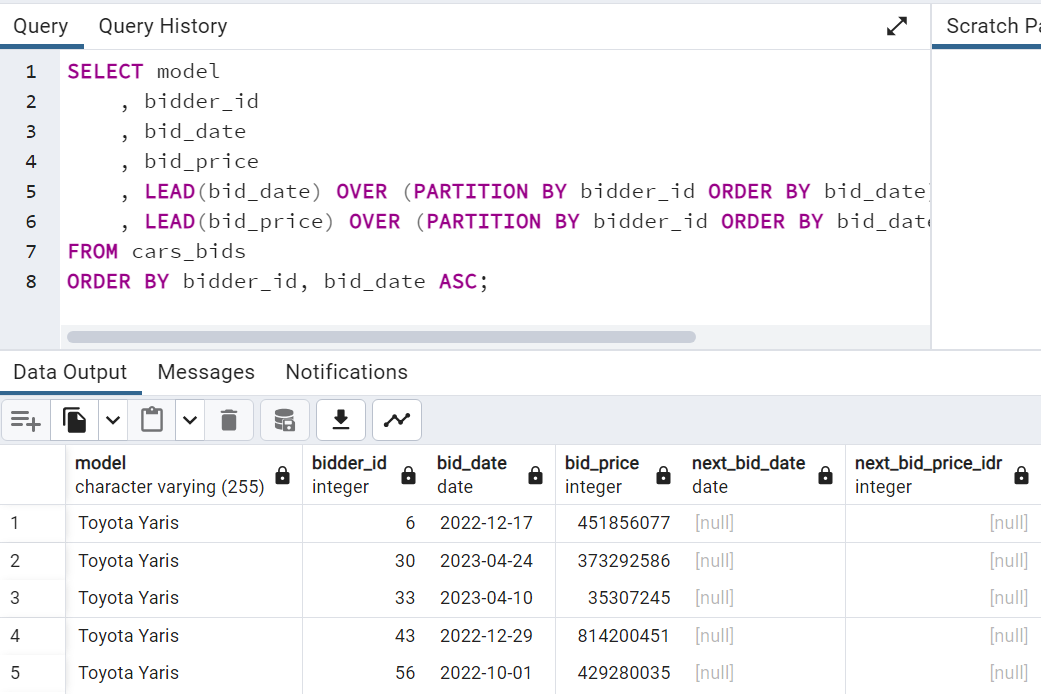 Query Query History Scratch Pa
1 SELECT model
2 , bidder_id
3 , bid_date
4 , bid_price
5 , LEAD(bid_date) OVER (PARTITION BY bidder_id ORDER BY bid_date)
6 , LEAD(bid_price) OVER (PARTITION BY bidder_id ORDER BY bid_date
7 FROM cars_bids
8 ORDER BY bidder_id, bid_date ASC;
Data Output Messages Notifications
model bidder_id bid_date bid_price next_bid_date next_bid_price_idr
character varying (255) integer date integer date integer
1 Toyota Yaris 6 2022-12-17 451856077 [null] [null]
2 Toyota Yaris 30 2023-04-24 373292586 [null] [null]
3 Toyota Yaris 33 2023-04-10 35307245 [null] [null]
4 Toyota Yaris 43 2022-12-29 814200451 [null] [null]
5 Toyota Yaris 56 2022-10-01 429280035 [null] [null]